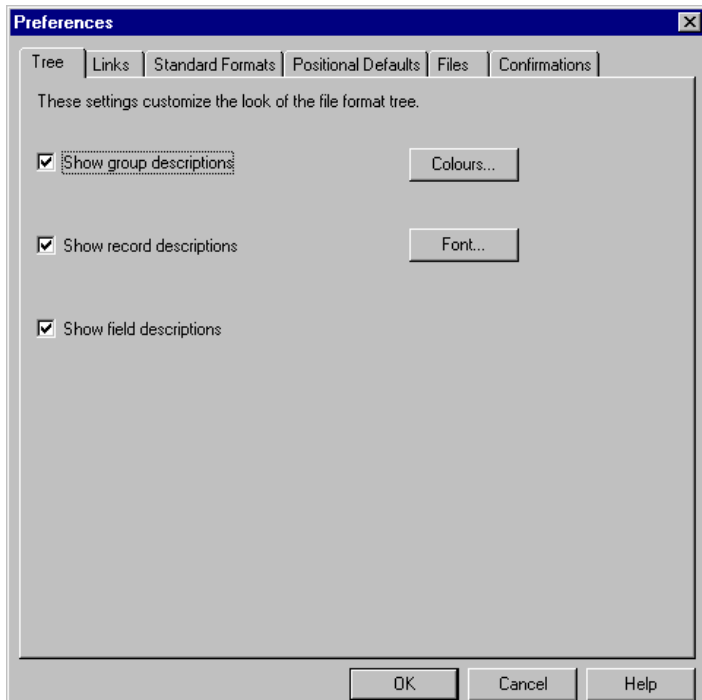 Preferences
Tree Links Standard Formats Positional Defaults Files Confirmations
These settings customize the look of the file format tree.
Show group descriptions Colours...
Show record descriptions Font...
Show field descriptions
OK Cancel Help